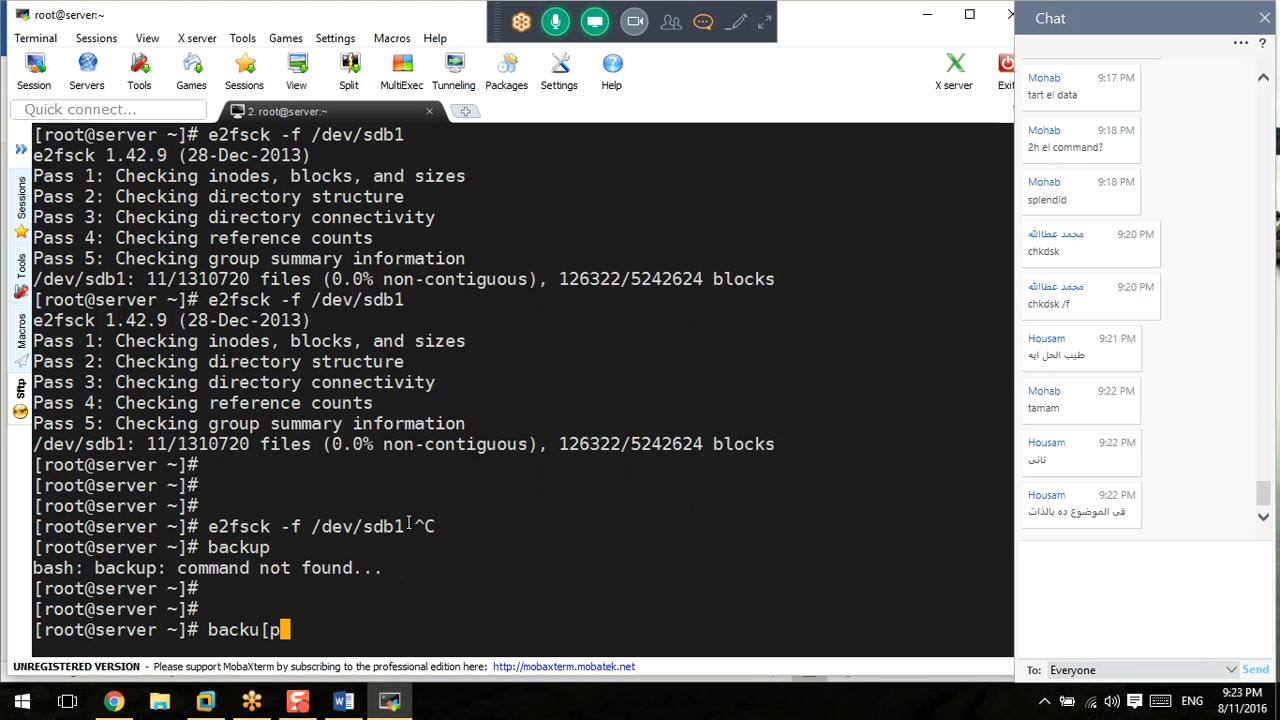 (root@server:~)
Terminal Sessions View X server Tools Games Settings Macros Help
Session Servers Tools Games Sessions View Split MultiExec Tunneling Packages Settings Help X server Exit
Quick connect...
2. root@server:~
Sessions
Tools
Macros
Sftp
[root@server ~]# e2fsck -f /dev/sdb1
e2fsck 1.42.9 (28-Dec-2013)
Pass 1: Checking inodes, blocks, and sizes
Pass 2: Checking directory structure
Pass 3: Checking directory connectivity
Pass 4: Checking reference counts
Pass 5: Checking group summary information
/dev/sdb1: 11/1310720 files (0.0% non-contiguous), 126322/5242624 blocks
[root@server ~]# e2fsck -f /dev/sdb1
e2fsck 1.42.9 (28-Dec-2013)
Pass 1: Checking inodes, blocks, and sizes
Pass 2: Checking directory structure
Pass 3: Checking directory connectivity
Pass 4: Checking reference counts
Pass 5: Checking group summary information
/dev/sdb1: 11/1310720 files (0.0% non-contiguous), 126322/5242624 blocks
[root@server ~]#
[root@server ~]#
[root@server ~]#
[root@server ~]# e2fsck -f /dev/sdb1^C
[root@server ~]# backup
bash: backup: command not found...
[root@server ~]#
[root@server ~]#
[root@server ~]# backu[p
UNREGISTERED VERSION - Please support MobaXterm by subscribing to the professional edition here: http://mobaxterm.mobatek.net
Chat
Mohab 9:17 PM
tart el data
Mohab 9:18 PM
2h el command?
Mohab 9:18 PM
splendid
محمد عطاالله 9:20 PM
chkdsk
محمد عطاالله 9:20 PM
chkdsk /f
Housam 9:21 PM
طيب الحل ايه
Mohab 9:22 PM
tamam
Housam 9:22 PM
تانى
Housam 9:22 PM
فى الموضوع ده بالذات
To: Everyone Send
ENG 9:23 PM
8/11/2016